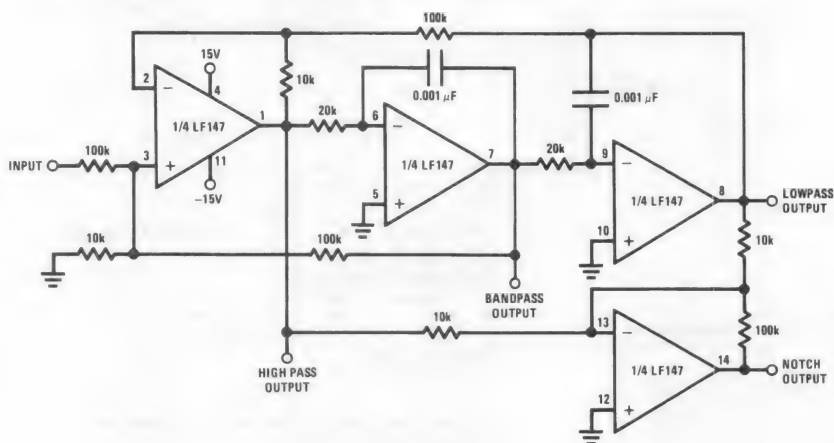 100k
15V
2
4
10k
0.001 μF
0.001 μF
1
20k
6
1/4 LF147
100k
INPUT
3
11
-15V
1/4 LF147
7
20k
9
5
1/4 LF147
8
LOWPASS
OUTPUT
10
10k
10k
100k
BANDPASS
OUTPUT
10k
13
100k
HIGH PASS
OUTPUT
1/4 LF147
14
NOTCH
OUTPUT
12